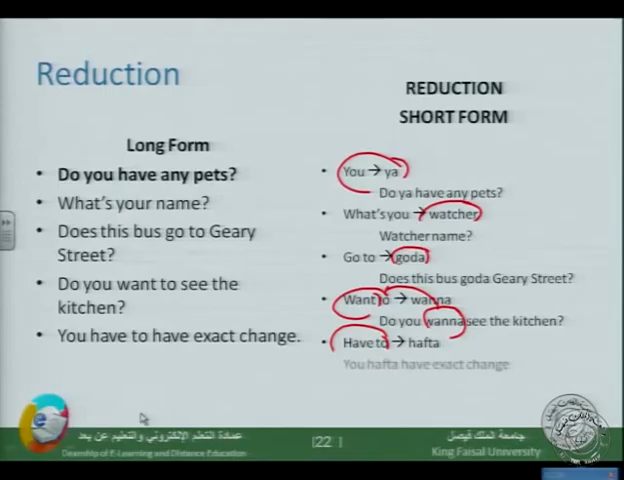 Reduction
Long Form
• Do you have any pets?
• What's your name?
• Does this bus go to Geary
Street?
• Do you want to see the
kitchen?
• You have to have exact change.
REDUCTION
SHORT FORM
• You → ya
Do ya have any pets?
• What's you → watcher
Watcher name?
• Go to → goda
Does this bus goda Geary Street?
• Want to → wanna
Do you wanna see the kitchen?
• Have to → hafta
You hafta have exact change
عمادة التعلم الإلكتروني والتعليم عن بعد
Deanship of E-Learning and Distance Education
| 22 |
جامعة الملك فيصل
King Faisal University